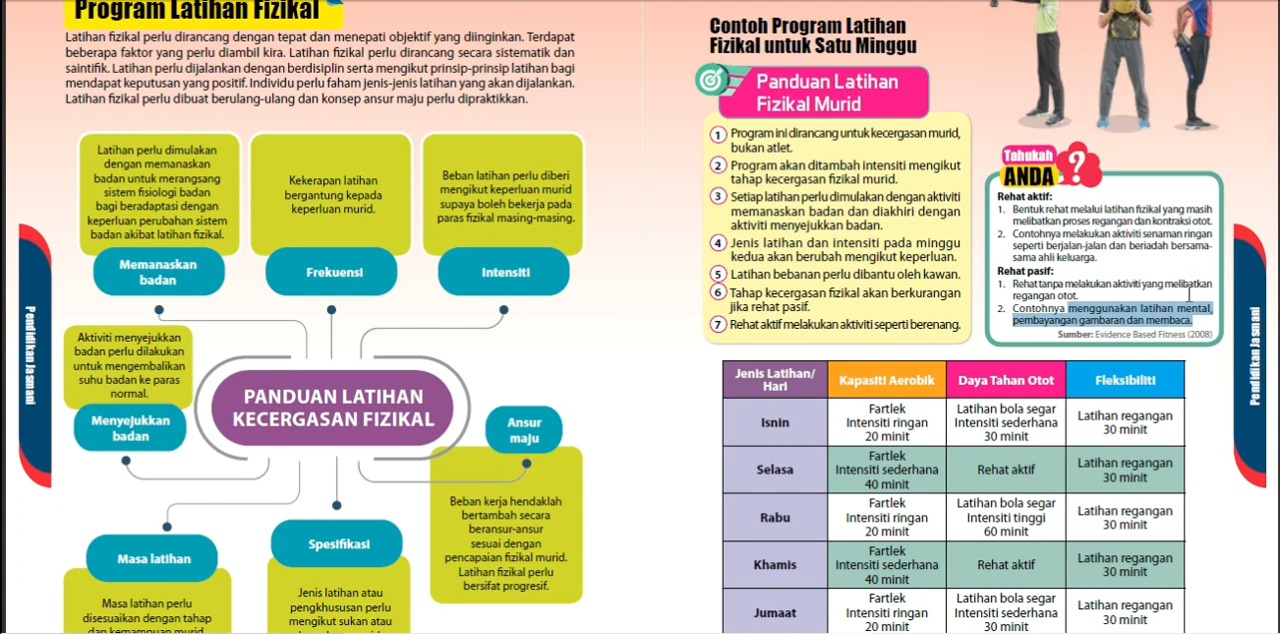 Program Latihan Fizikal
Latihan fizikal perlu dirancang dengan tepat dan menepati objektif yang diinginkan. Terdapat
beberapa faktor yang perlu diambil kira. Latihan fizikal perlu dirancang secara sistematik dan
saintifik. Latihan perlu dijalankan dengan berdisiplin serta mengikut prinsip-prinsip latihan bagi
mendapat keputusan yang positif. Individu perlu faham jenis-jenis latihan yang akan dijalankan.
Latihan fizikal perlu dibuat berulang-ulang dan konsep ansur maju perlu dipraktikkan.
Latihan perlu dimulakan
dengan memanaskan
badan untuk merangsang
sistem fisiologi badan
bagi beradaptasi dengan
keperluan perubahan sistem
badan akibat latihan fizikal.
Memanaskan
badan
Kekerapan latihan
bergantung kepada
keperluan murid.
Frekuensi
Beban latihan perlu diberi
mengikut keperluan murid
supaya boleh bekerja pada
paras fizikal masing-masing.
Intensiti
Aktiviti menyejukkan
badan perlu dilakukan
untuk mengembalikan
suhu badan ke paras
normal.
Menyejukkan
badan
PANDUAN LATIHAN
KECERGASAN FIZIKAL
Ansur
maju
Beban kerja hendaklah
bertambah secara
beransur-ansur
sesuai dengan
pencapaian fizikal murid.
Latihan fizikal perlu
bersifat progresif.
Masa latihan
Masa latihan perlu
disesuaikan dengan tahap
dan kemampuan murid
Spesifikasi
Jenis latihan atau
pengkhususan perlu
mengikut sukan atau
Pendidikan Jasmani
Contoh Program Latihan
Fizikal untuk Satu Minggu
Panduan Latihan
Fizikal Murid
1 Program ini dirancang untuk kecergasan murid,
bukan atlet.
2 Program akan ditambah intensiti mengikut
tahap kecergasan fizikal murid.
3 Setiap latihan perlu dimulakan dengan aktiviti
memanaskan badan dan diakhiri dengan
aktiviti menyejukkan badan.
4 Jenis latihan dan intensiti pada minggu
kedua akan berubah mengikut keperluan.
5 Latihan bebanan perlu dibantu oleh kawan.
6 Tahap kecergasan fizikal akan berkurangan
jika rehat pasif.
7 Rehat aktif melakukan aktiviti seperti berenang.
Tahukah
ANDA ?
Rehat aktif:
1. Bentuk rehat melalui latihan fizikal yang masih
melibatkan proses regangan dan kontraksi otot.
2. Contohnya melakukan aktiviti senaman ringan
seperti berjalan-jalan dan beriadah bersama-
sama ahli keluarga.
Rehat pasif:
1. Rehat tanpa melakukan aktiviti yang melibatkan
regangan otot.
2. Contohnya menggunakan latihan mental,
pembayangan gambaran dan membaca.
Sumber: Evidence Based Fitness (2008)
Jenis Latihan/
Hari
Kapasiti Aerobik
Daya Tahan Otot
Fleksibiliti
Isnin
Fartlek
Intensiti ringan
20 minit
Latihan bola segar
Intensiti sederhana
30 minit
Latihan regangan
30 minit
Selasa
Fartlek
Intensiti sederhana
40 minit
Rehat aktif
Latihan regangan
30 minit
Rabu
Fartlek
Intensiti ringan
20 minit
Latihan bola segar
Intensiti tinggi
60 minit
Latihan regangan
30 minit
Khamis
Fartlek
Intensiti sederhana
40 minit
Rehat aktif
Latihan regangan
30 minit
Jumaat
Fartlek
Intensiti ringan
20 minit
Latihan bola segar
Intensiti sederhana
30 minit
Latihan regangan
30 minit
Pendidikan Jasmani